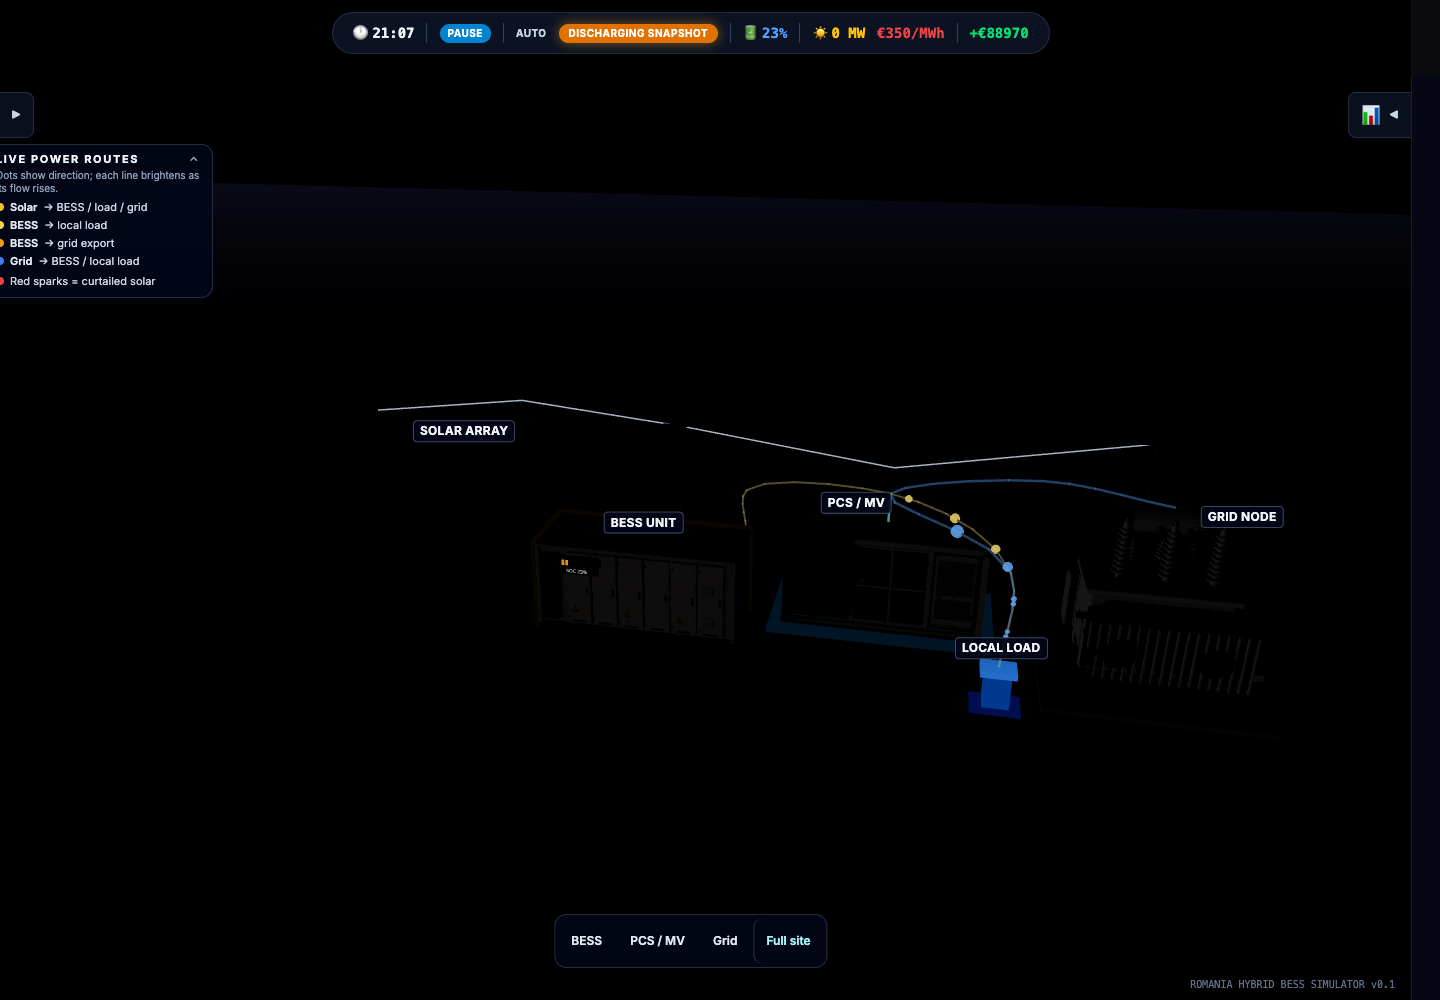 21:07 PAUSE AUTO DISCHARGING SNAPSHOT 23% 0 MW €350/MWh +€88970
LIVE POWER ROUTES
Dots show direction; each line brightens as
its flow rises.
Solar → BESS / load / grid
BESS → local load
BESS → grid export
Grid → BESS / local load
Red sparks = curtailed solar
SOLAR ARRAY
PCS / MV
GRID NODE
BESS UNIT
LOCAL LOAD
BESS PCS / MV Grid Full site
ROMANIA HYBRID BESS SIMULATOR v0.1